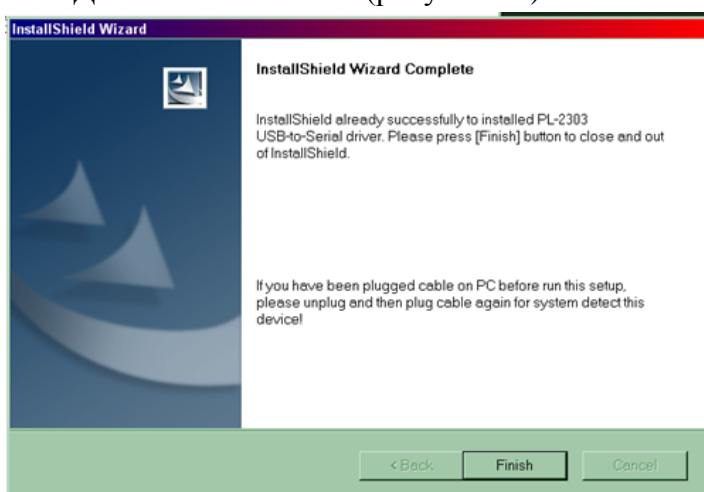 InstallShield Wizard
InstallShield Wizard Complete
InstallShield already successfully to installed PL-2303
USB-to-Serial driver. Please press [Finish] button to close and out
of InstallShield.
If you have been plugged cable on PC before run this setup,
please unplug and then plug cable again for system detect this
device!
< Back Finish Cancel